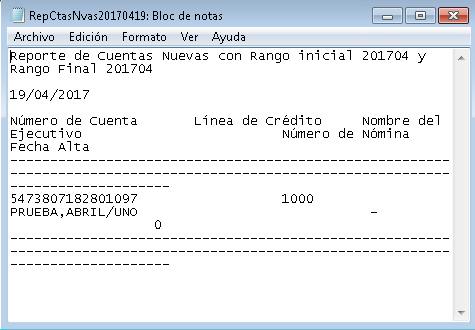 RepCtasNvas20170419: Bloc de notas
Archivo Edición Formato Ver Ayuda
Reporte de Cuentas Nuevas con Rango inicial 201704 y
Rango Final 201704
19/04/2017
Número de Cuenta Línea de Crédito Nombre del
Ejecutivo Número de Nómina
Fecha Alta
--------------------------------------------------------
--------------------------------------------------------
--------------------
5473807182801097 1000
PRUEBA,ABRIL/UNO -
0
--------------------------------------------------------
--------------------------------------------------------
--------------------